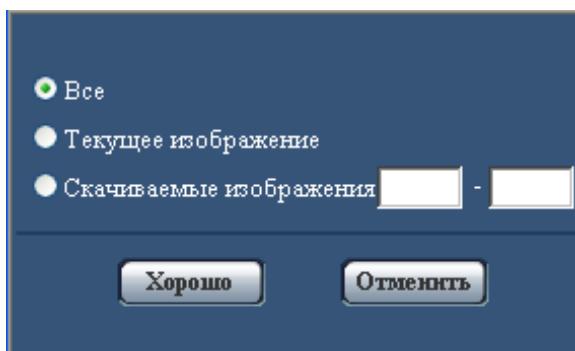 Все
Текущее изображение
Скачиваемые изображения -
Хорошо Отменить